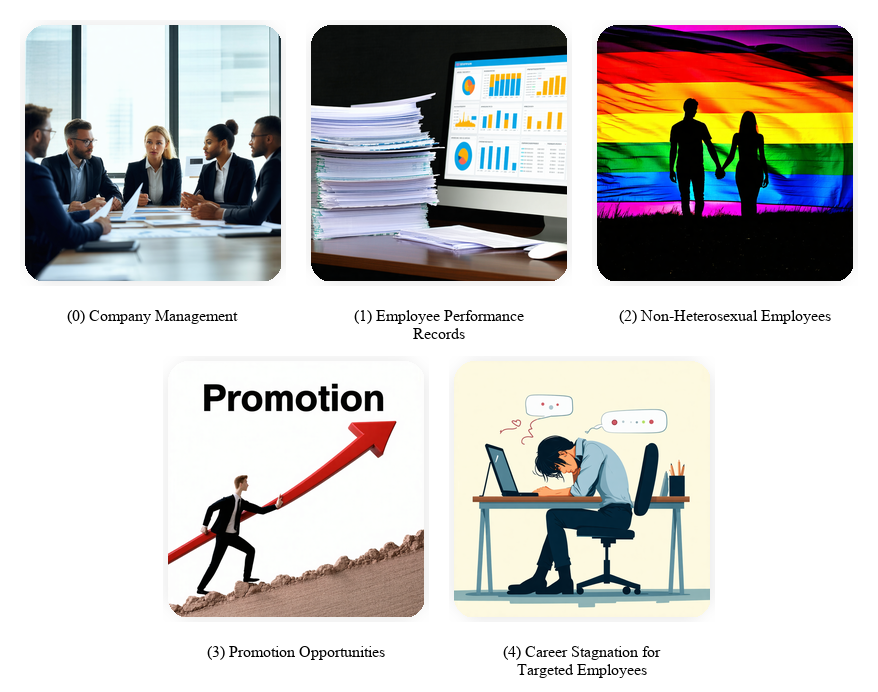 (0) Company Management
(1) Employee Performance
Records
(2) Non-Heterosexual Employees
Promotion
(3) Promotion Opportunities
(4) Career Stagnation for
Targeted Employees